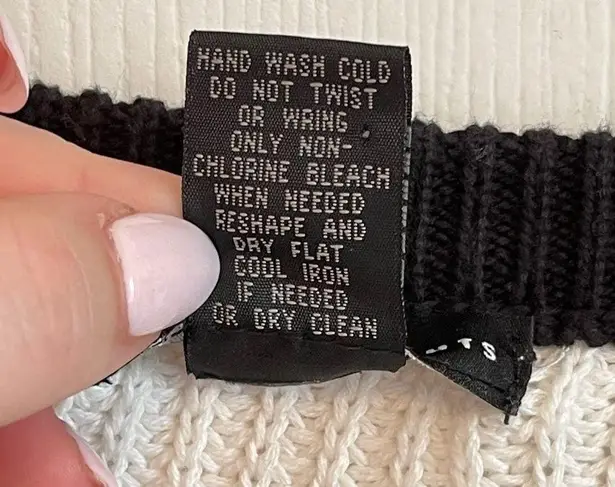 HAND WASH COLD
DO NOT TWIST
OR WRING
ONLY NON-
CHLORINE BLEACH
WHEN NEEDED
RESHAPE AND
DRY FLAT
COOL IRON
IF NEEDED
OR DRY CLEAN